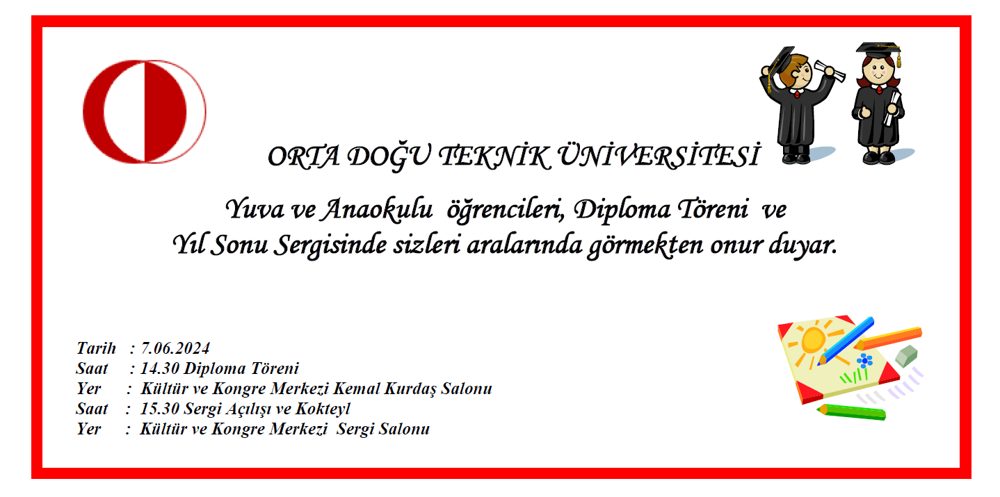 ORTA DOĞU TEKNİK ÜNİVERSİTESİ
Yuva ve Anaokulu öğrencileri, Diploma Töreni ve
Yıl Sonu Sergisinde sizleri aralarında görmekten onur duyar.
Tarih : 7.06.2024
Saat : 14.30 Diploma Töreni
Yer : Kültür ve Kongre Merkezi Kemal Kurdaş Salonu
Saat : 15.30 Sergi Açılışı ve Kokteyl
Yer : Kültür ve Kongre Merkezi Sergi Salonu